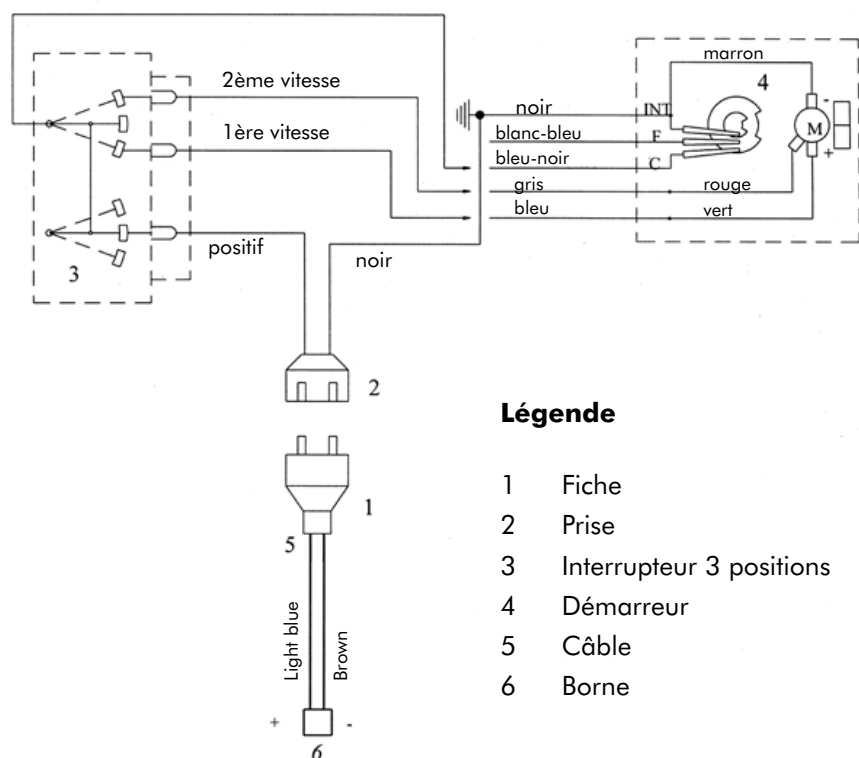 2ème vitesse
1ère vitesse
positif
noir
3
noir
blanc-bleu
bleu-noir
gris
bleu
INT
F
C
marron
4
M
-
+
rouge
vert
2
1
5
Light blue
Brown
+
-
6
Légende
1 Fiche
2 Prise
3 Interrupteur 3 positions
4 Démarreur
5 Câble
6 Borne